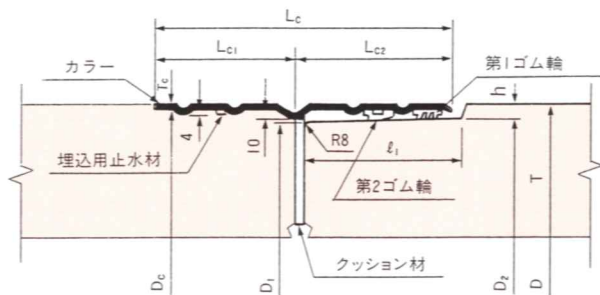 Lc
Lc1
Lc2
カラー
Tc
第1ゴム輪
h
4
10
R8
ℓ1
埋込用止水材
第2ゴム輪
T
クッション材
Dc
D1
D2
D